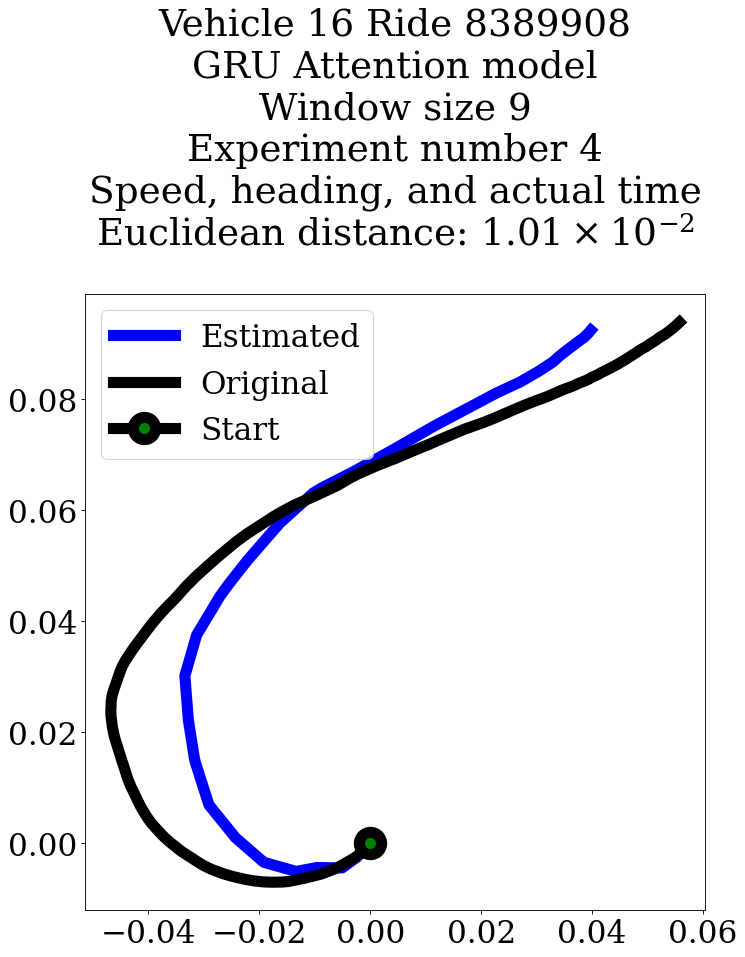 Vehicle 16 Ride 8389908
GRU Attention model
Window size 9
Experiment number 4
Speed, heading, and actual time
Euclidean distance: 1.01 × 10⁻²
Estimated
Original
Start
0.08
0.06
0.04
0.02
0.00
−0.04 −0.02 0.00 0.02 0.04 0.06